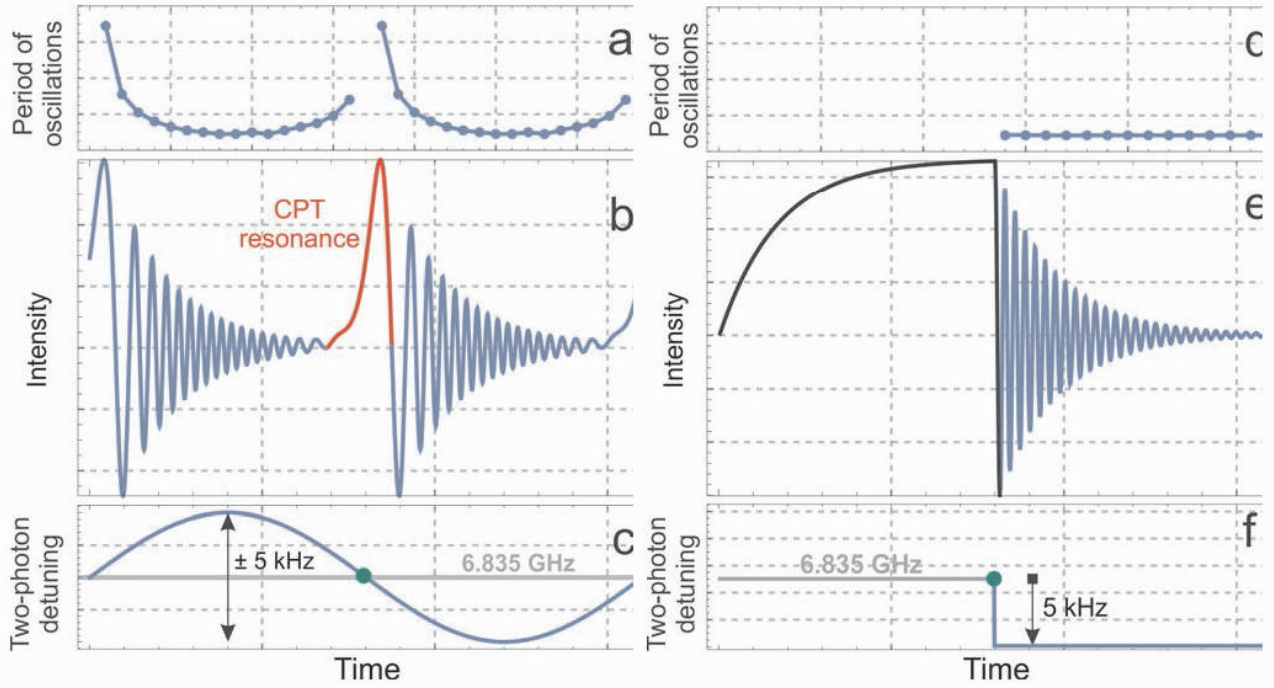 Period of
oscillations
a
Period of
oscillations
d
Intensity
CPT
resonance
b
Intensity
e
Two-photon
detuning
± 5 kHz
6.835 GHz
c
Two-photon
detuning
6.835 GHz
5 kHz
f
Time
Time